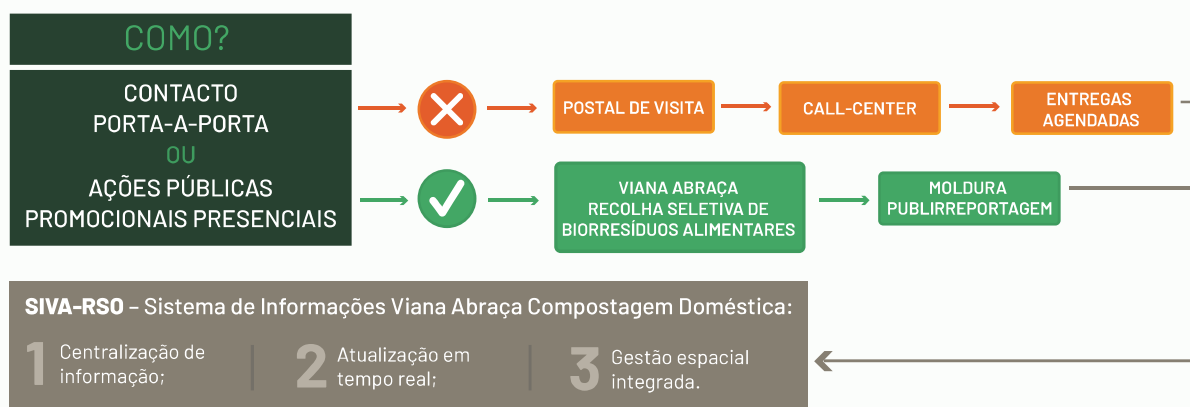 COMO?
CONTACTO
PORTA-A-PORTA
OU
AÇÕES PÚBLICAS
PROMOCIONAIS PRESENCIAIS
POSTAL DE VISITA
CALL-CENTER
ENTREGAS
AGENDADAS
VIANA ABRAÇA
RECOLHA SELETIVA DE
BIORRESÍDUOS ALIMENTARES
MOLDURA
PUBLIRREPORTAGEM
SIVA-RSO – Sistema de Informações Viana Abraça Compostagem Doméstica:
1 Centralização de
informação;
2 Atualização em
tempo real;
3 Gestão espacial
integrada.